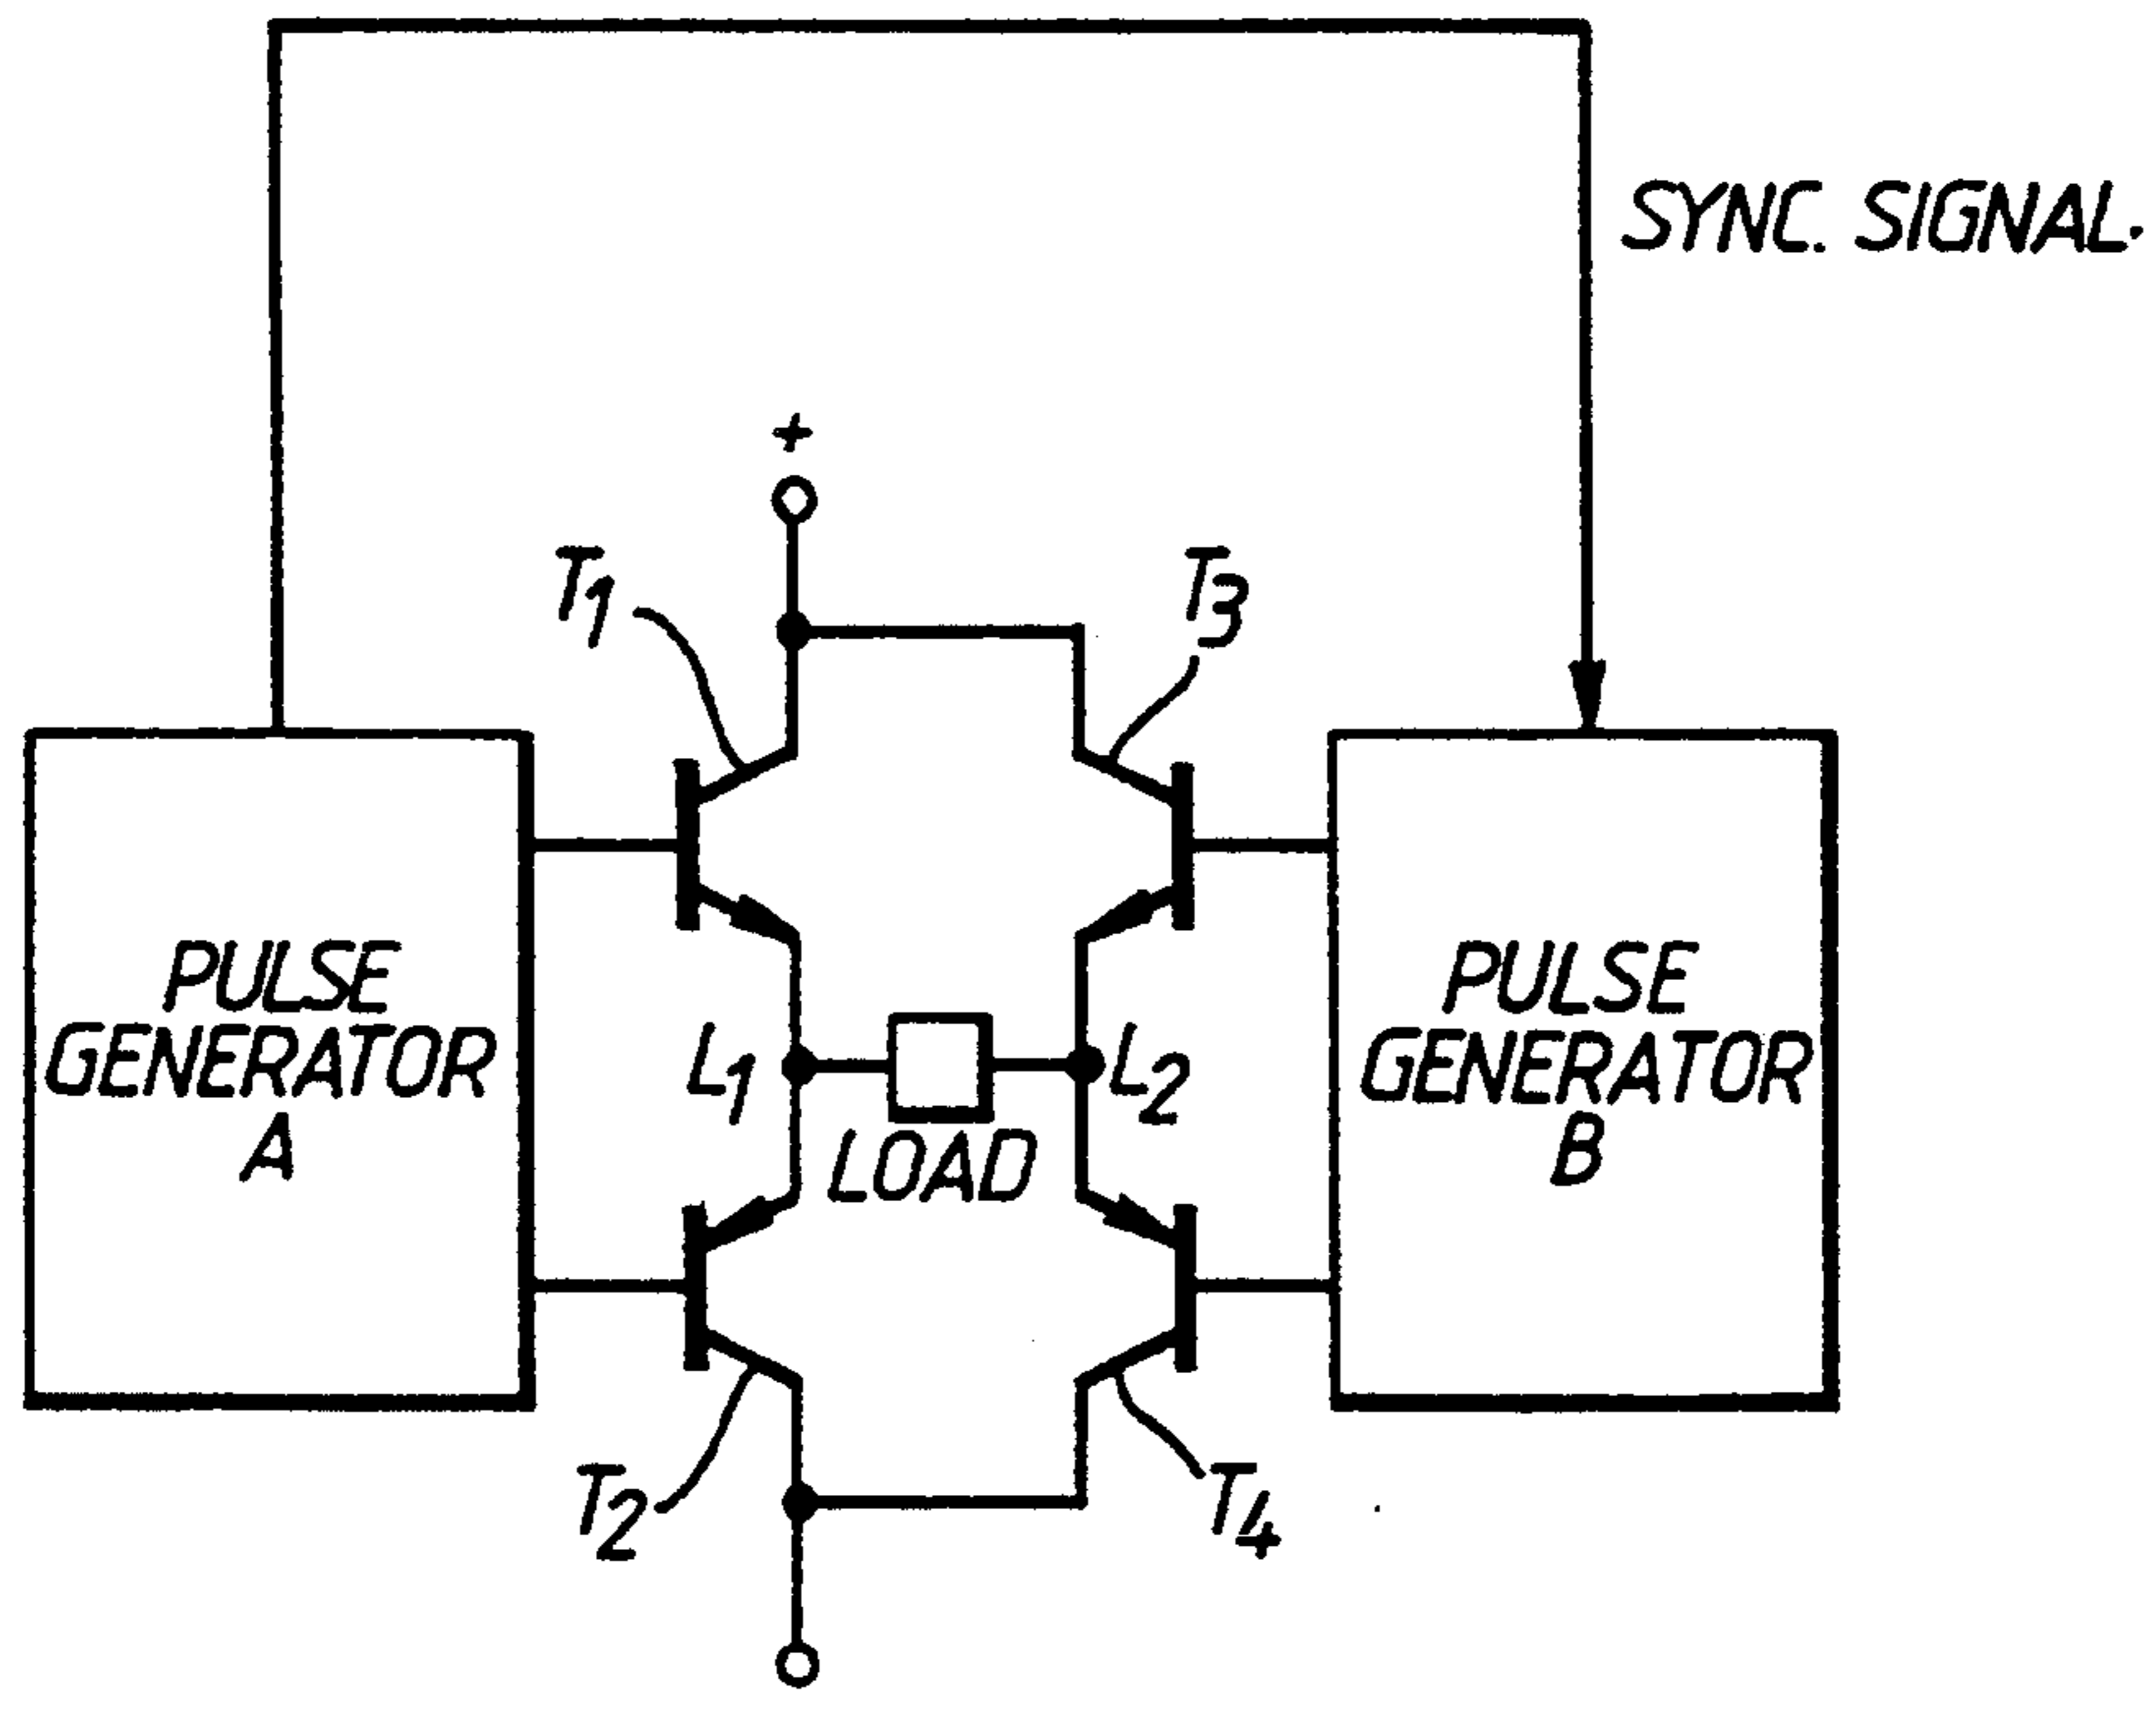 SYNC. SIGNAL.
+
T1
T3
PULSE
GENERATOR
A
L1
LOAD
L2
PULSE
GENERATOR
B
T2
T4